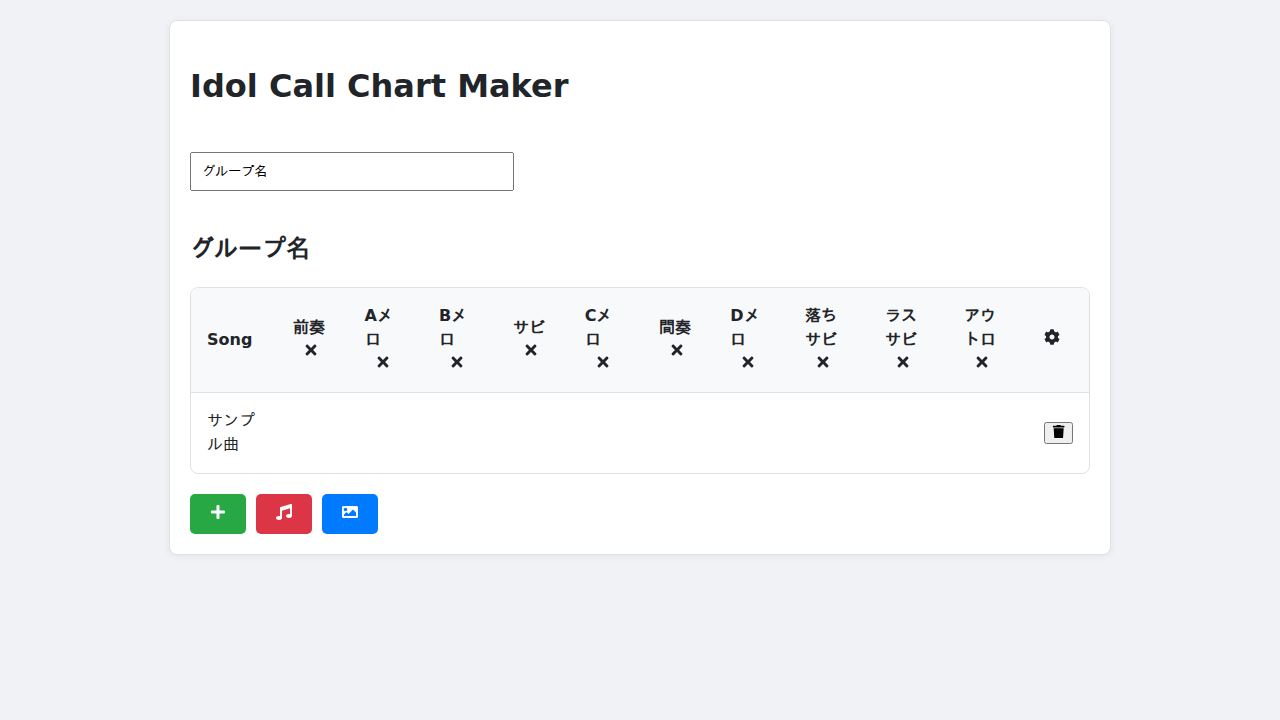 Idol Call Chart Maker
グループ名
グループ名
Song
前奏
Aメ
ロ
Bメ
ロ
サビ
Cメ
ロ
間奏
Dメ
ロ
落ち
サビ
ラス
サビ
アウ
トロ
サンプ
ル曲